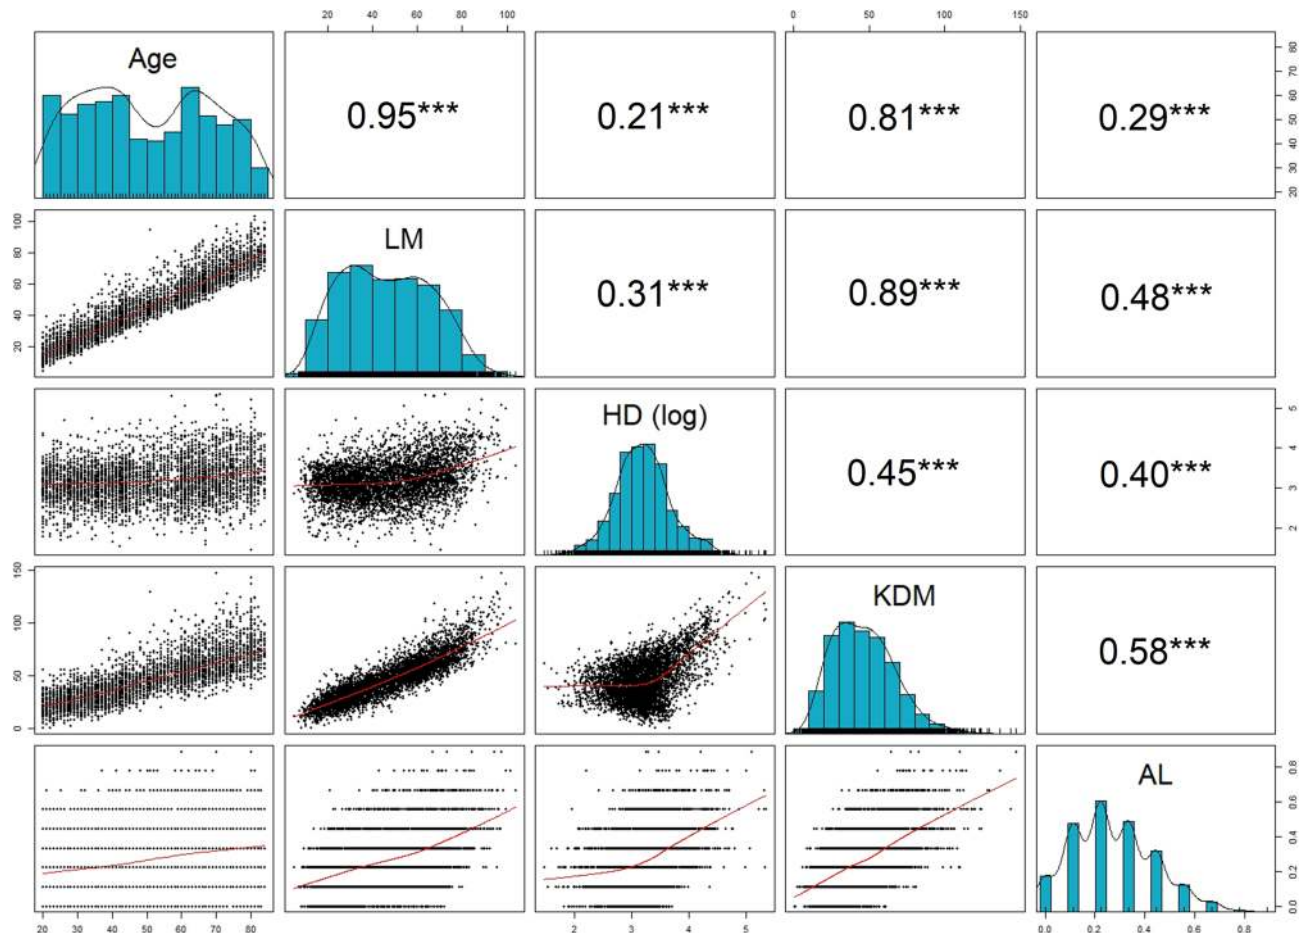 20 40 60 80 100 0 50 100 150
Age 0.95*** 0.21*** 0.81*** 0.29*** 20 30 40 50 60 70 80
20 40 60 80 100 LM 0.31*** 0.89*** 0.48***
HD (log) 0.45*** 0.40*** 2 3 4 5
0 50 100 150 KDM 0.58***
AL 0.0 0.2 0.4 0.6 0.8
20 30 40 50 60 70 80 2 3 4 5 0.0 0.2 0.4 0.6 0.8